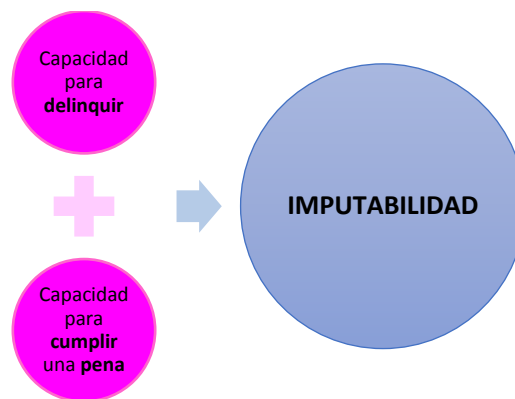 Capacidad
para
delinquir
Capacidad
para
cumplir
una pena
IMPUTABILIDAD